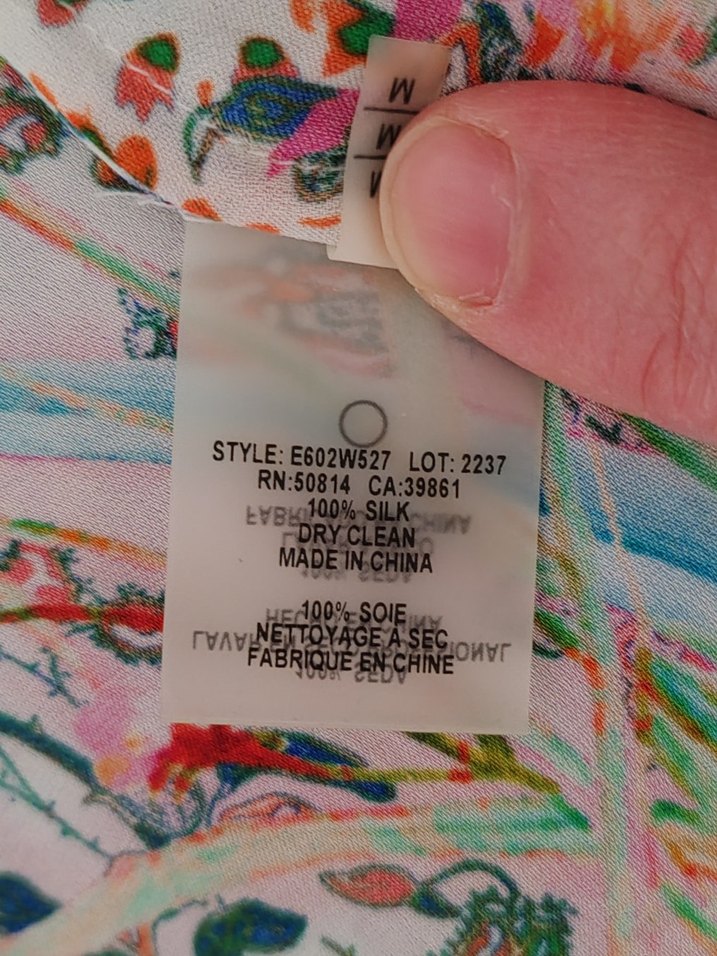 M
M
STYLE: E602W527 LOT: 2237
RN:50814 CA:39861
100% SILK
DRY CLEAN
MADE IN CHINA
100% SOIE
NETTOYAGE À SEC
FABRIQUÉ EN CHINE